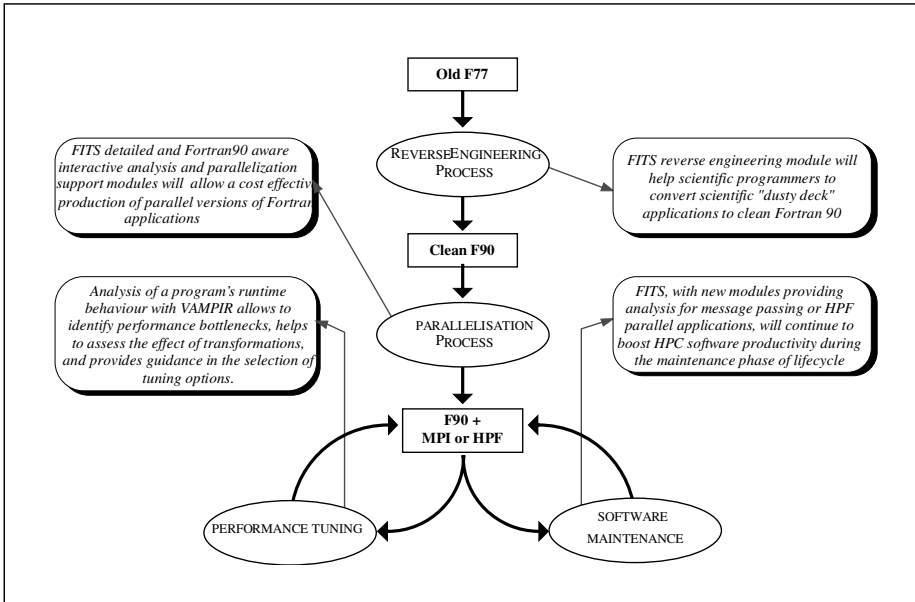 Old F77
REVERSE ENGINEERING
PROCESS
FITS detailed and Fortran90 aware
interactive analysis and parallelization
support modules will allow a cost effective
production of parallel versions of Fortran
applications
FITS reverse engineering module will
help scientific programmers to
convert scientific "dusty deck"
applications to clean Fortran 90
Clean F90
Analysis of a program's runtime
behaviour with VAMPIR allows to
identify performance bottlenecks, helps
to assess the effect of transformations,
and provides guidance in the selection of
tuning options.
PARALLELISATION
PROCESS
FITS, with new modules providing
analysis for message passing or HPF
parallel applications, will continue to
boost HPC software productivity during
the maintenance phase of lifecycle
F90 +
MPI or HPF
PERFORMANCE TUNING
SOFTWARE
MAINTENANCE